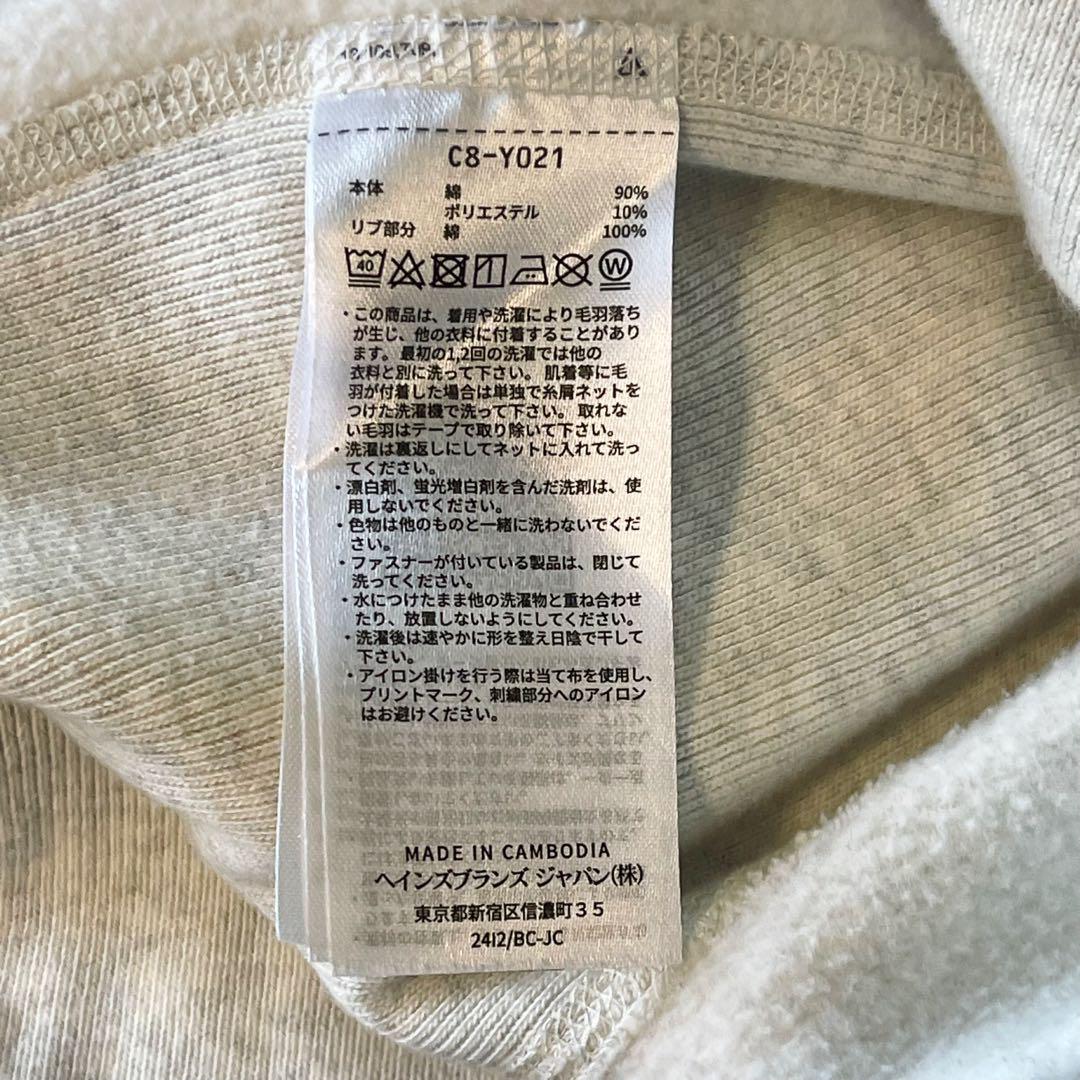 C8-Y021
本体 綿 90%
ポリエステル 10%
リブ部分 綿 100%
40 W
・この商品は、着用や洗濯により毛羽落ち
が生じ、他の衣料に付着することがあり
ます。最初の1,2回の洗濯では他の
衣料と別に洗って下さい。肌着等に毛
羽が付着した場合は単独で糸屑ネットを
つけた洗濯機で洗って下さい。取れな
い毛羽はテープで取り除いて下さい。
・洗濯は裏返しにしてネットに入れて洗っ
てください。
・漂白剤、蛍光増白剤を含んだ洗剤は、使
用しないでください。
・色物は他のものと一緒に洗わないでくだ
さい。
・ファスナーが付いている製品は、閉じて
洗ってください。
・水につけたまま他の洗濯物と重ね合わせ
たり、放置しないようにしてください。
・洗濯後は速やかに形を整え日陰で干して
下さい。
・アイロン掛けを行う際は当て布を使用し、
プリントマーク、刺繍部分へのアイロン
はお避けください。
MADE IN CAMBODIA
ヘインズブランズ ジャパン(株)
東京都新宿区信濃町35
2412/BC-JC